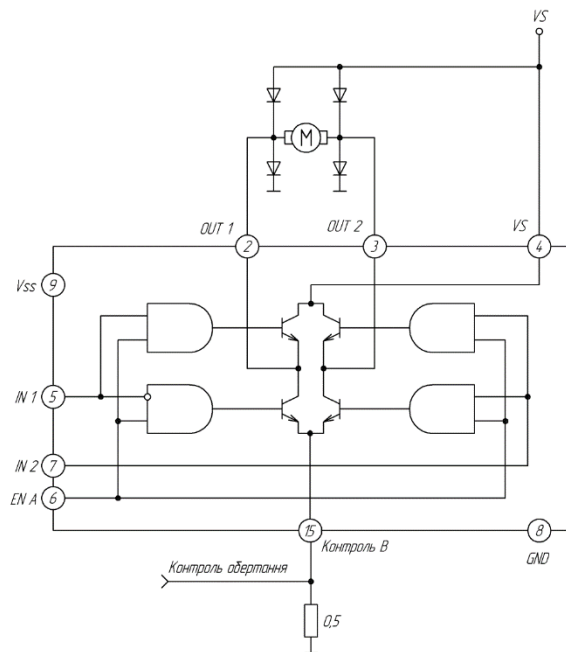 VS
VS
M
OUT 1
OUT 2
VS
2
3
4
Vss
9
IN 1
5
IN 2
7
EN A
6
15
8
Контроль В
GND
Контроль обертання
0,5